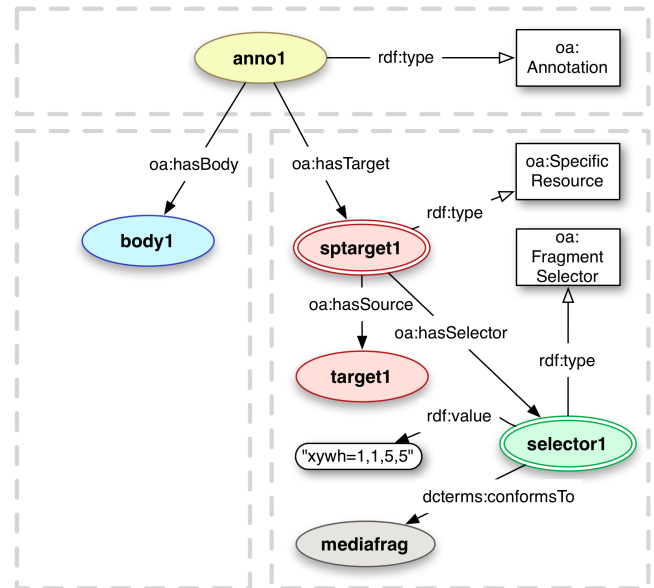 anno1
rdf:type
oa:
Annotation
oa:hasBody
oa:hasTarget
oa:Specific
Resource
rdf:type
body1
sptarget1
oa:
Fragment
Selector
oa:hasSource
oa:hasSelector
rdf:type
target1
rdf:value
"xywh=1,1,5,5"
selector1
dcterms:conformsTo
mediafrag